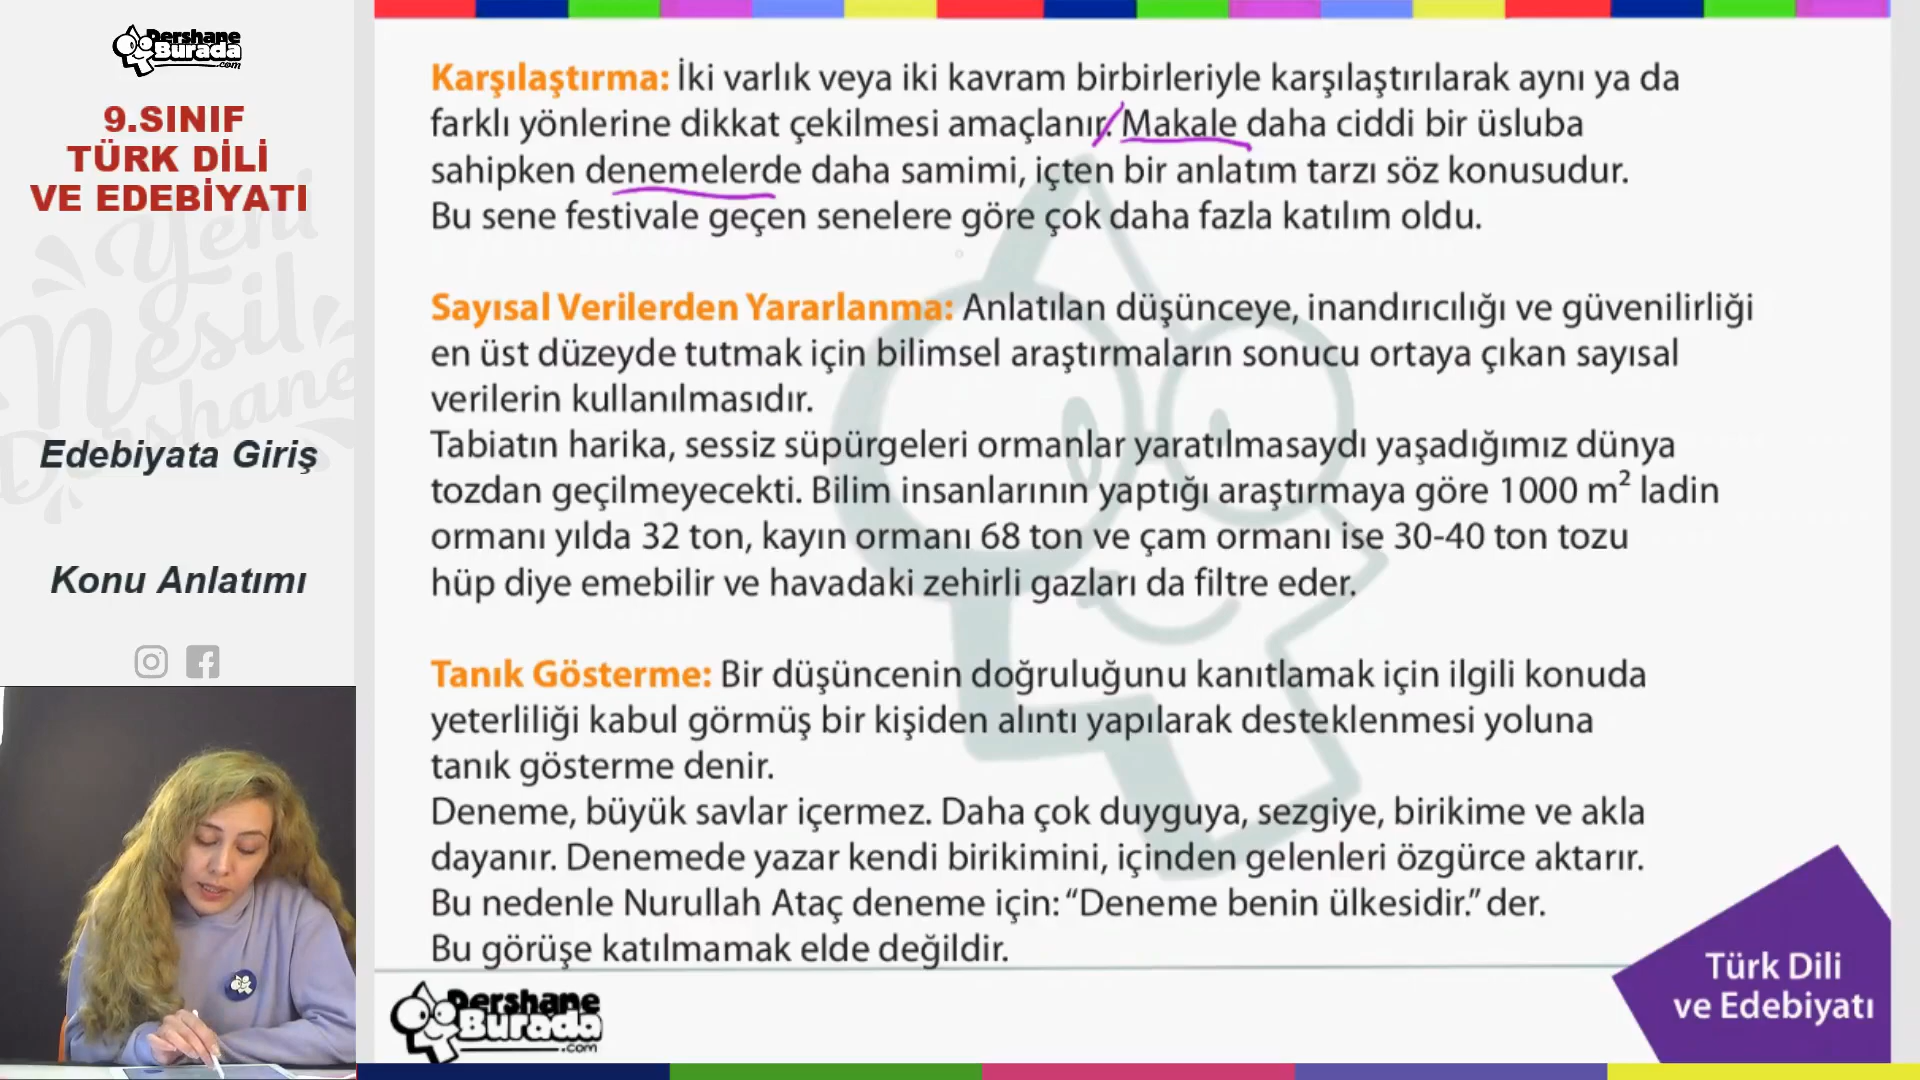 Dershane
Burada
.com
9.SINIF
TÜRK DİLİ
VE EDEBİYATI
Yeni
Nesil
Dershane
Edebiyata Giriş
Konu Anlatımı
Karşılaştırma: İki varlık veya iki kavram birbirleriyle karşılaştırılarak aynı ya da
farklı yönlerine dikkat çekilmesi amaçlanır. Makale daha ciddi bir üsluba
sahipken denemelerde daha samimi, içten bir anlatım tarzı söz konusudur.
Bu sene festivale geçen senelere göre çok daha fazla katılım oldu.
Sayısal Verilerden Yararlanma: Anlatılan düşünceye, inandırıcılığı ve güvenilirliği
en üst düzeyde tutmak için bilimsel araştırmaların sonucu ortaya çıkan sayısal
verilerin kullanılmasıdır.
Tabiatın harika, sessiz süpürgeleri ormanlar yaratılmasaydı yaşadığımız dünya
tozdan geçilmeyecekti. Bilim insanlarının yaptığı araştırmaya göre 1000 m² ladin
ormanı yılda 32 ton, kayın ormanı 68 ton ve çam ormanı ise 30-40 ton tozu
hüp diye emebilir ve havadaki zehirli gazları da filtre eder.
Tanık Gösterme: Bir düşüncenin doğruluğunu kanıtlamak için ilgili konuda
yeterliliği kabul görmüş bir kişiden alıntı yapılarak desteklenmesi yoluna
tanık gösterme denir.
Deneme, büyük savlar içermez. Daha çok duyguya, sezgiye, birikime ve akla
dayanır. Denemede yazar kendi birikimini, içinden gelenleri özgürce aktarır.
Bu nedenle Nurullah Ataç deneme için: “Deneme benin ülkesidir.” der.
Bu görüşe katılmamak elde değildir.
Dershane
Burada
.com
Türk Dili
ve Edebiyatı